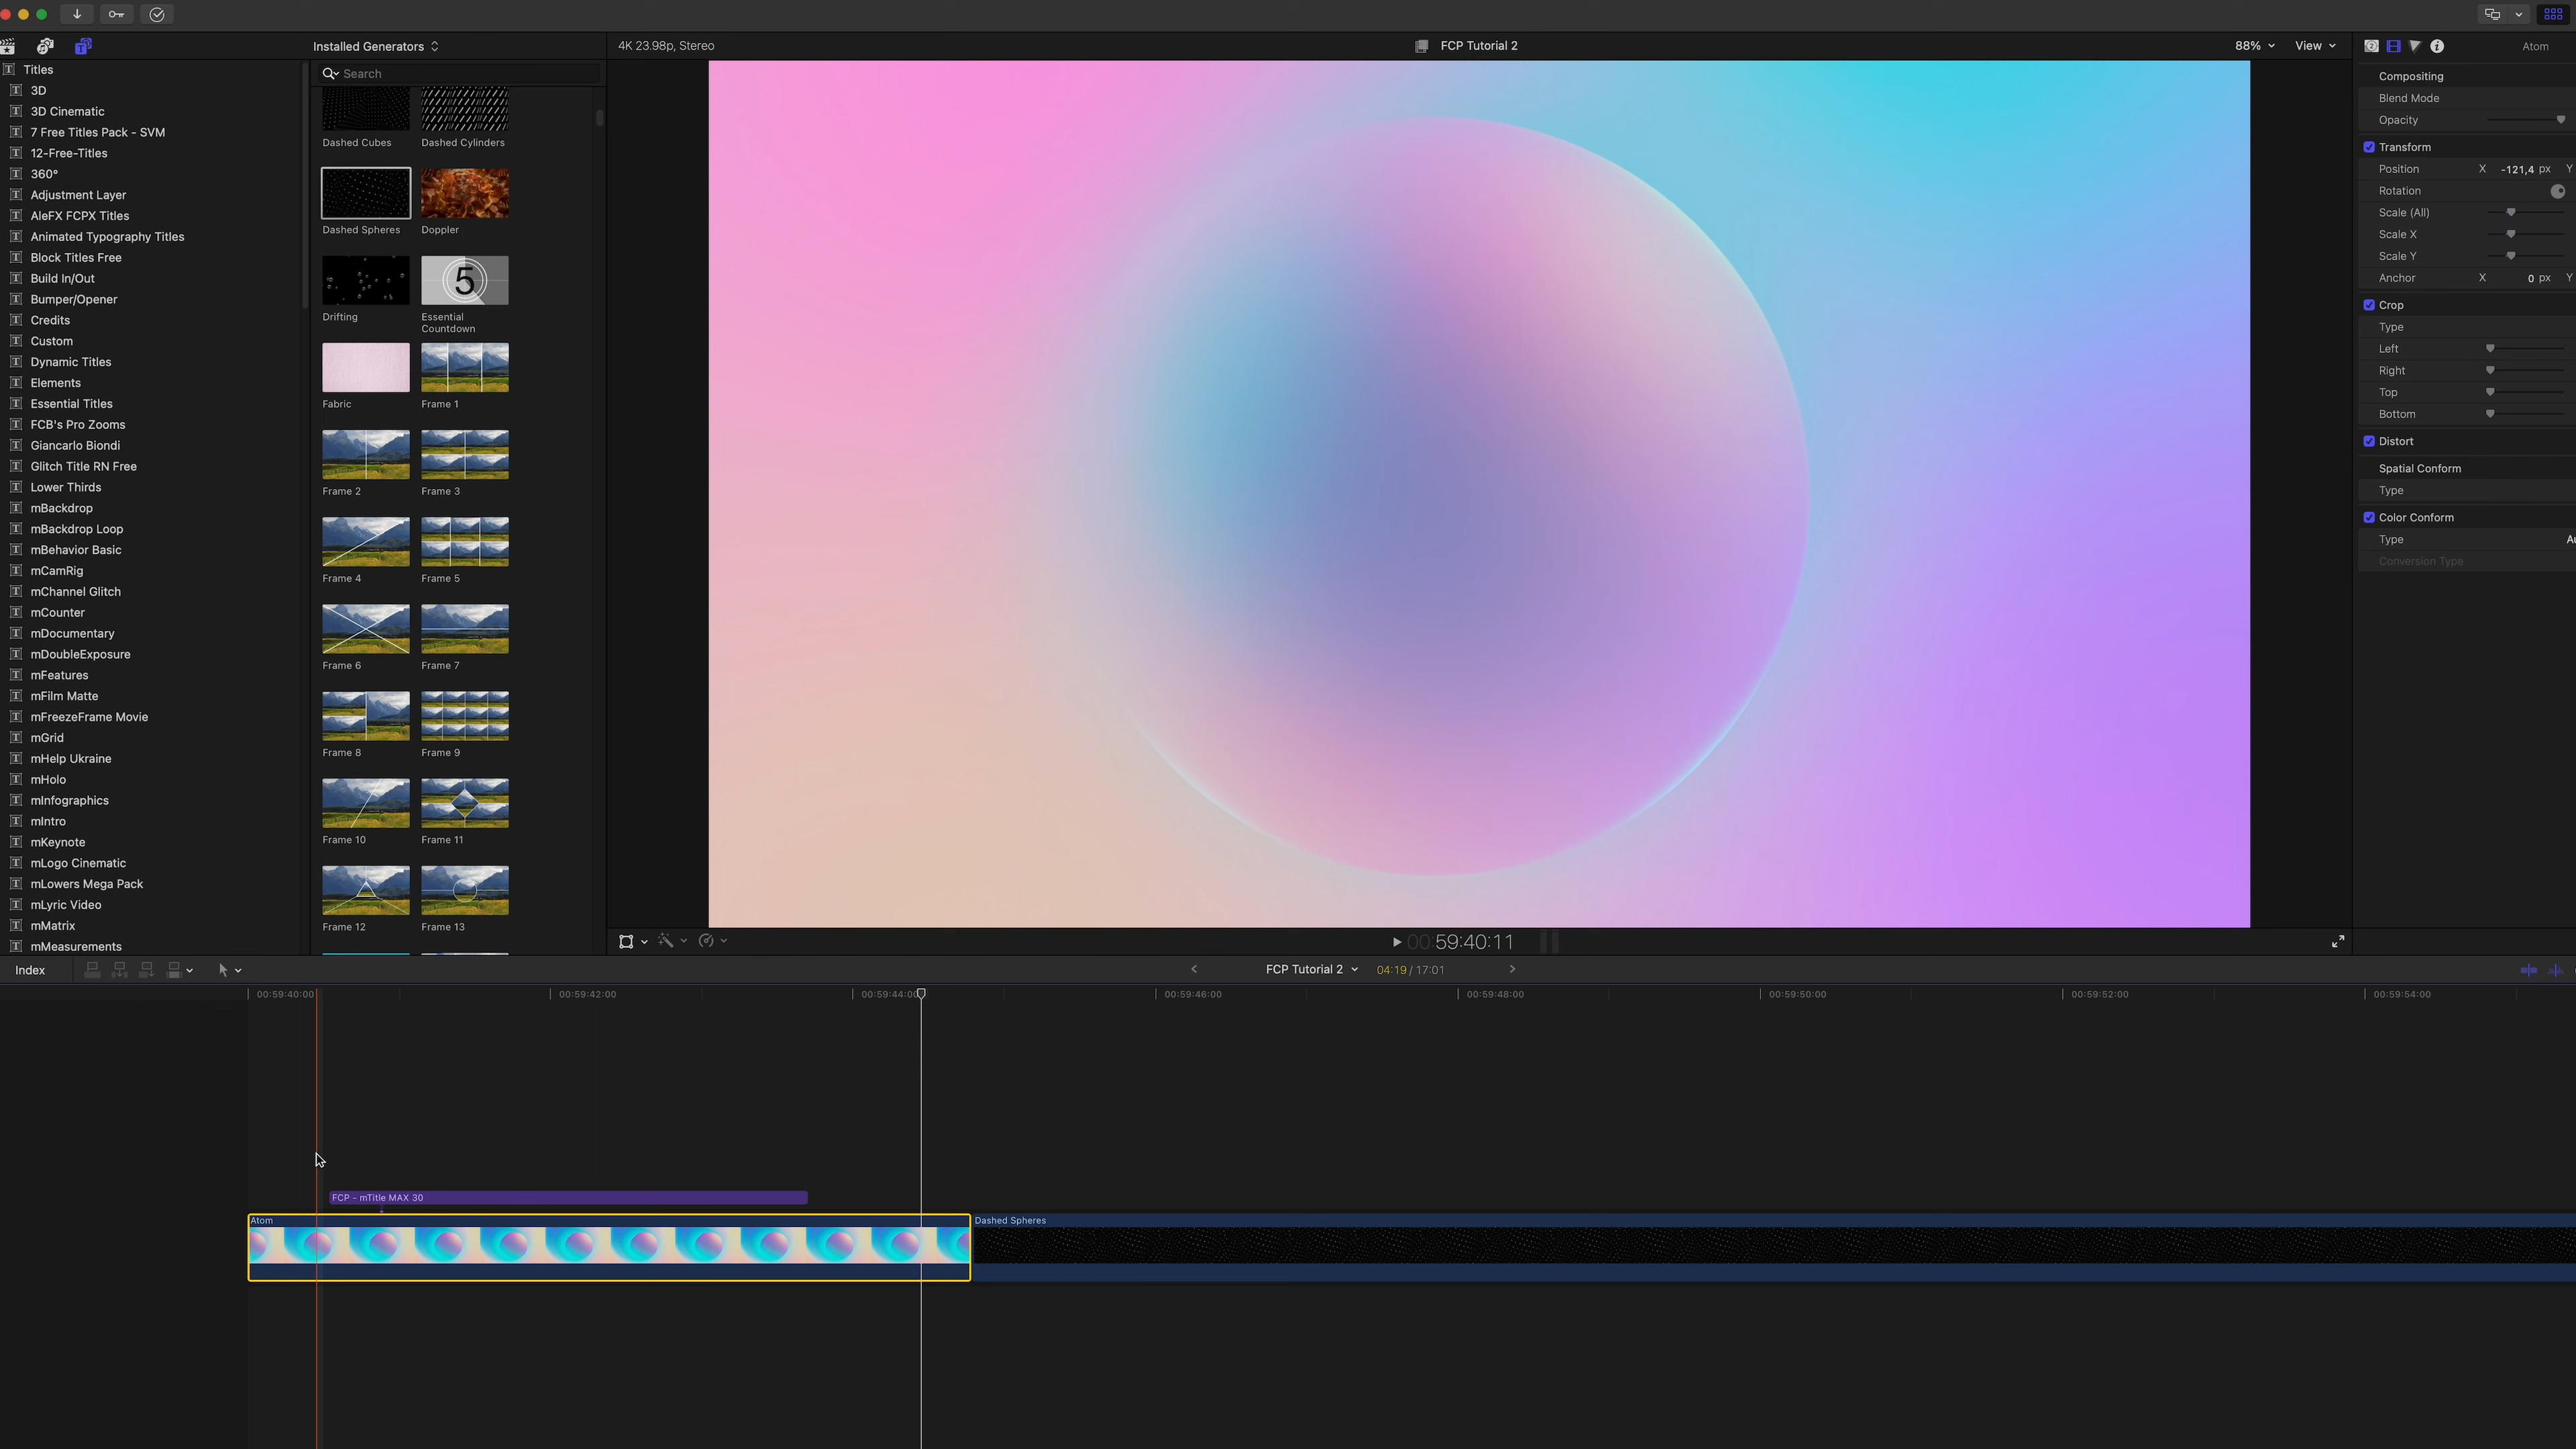 Installed Generators
4K 23.98p, Stereo
FCP Tutorial 2
88%
View
Atom
Titles
3D
3D Cinematic
7 Free Titles Pack - SVM
12-Free-Titles
360°
Adjustment Layer
AleFX FCPX Titles
Animated Typography Titles
Block Titles Free
Build In/Out
Bumper/Opener
Credits
Custom
Dynamic Titles
Elements
Essential Titles
FCB's Pro Zooms
Giancarlo Biondi
Glitch Title RN Free
Lower Thirds
mBackdrop
mBackdrop Loop
mBehavior Basic
mCamRig
mChannel Glitch
mCounter
mDocumentary
mDoubleExposure
mFeatures
mFilm Matte
mFreezeFrame Movie
mGrid
mHelp Ukraine
mHolo
mInfographics
mIntro
mKeynote
mLogo Cinematic
mLowers Mega Pack
mLyric Video
mMatrix
mMeasurements
Search
Dashed Cubes
Dashed Cylinders
Dashed Spheres
Doppler
5
Drifting
Essential
Countdown
Fabric
Frame 1
Frame 2
Frame 3
Frame 4
Frame 5
Frame 6
Frame 7
Frame 8
Frame 9
Frame 10
Frame 11
Frame 12
Frame 13
Compositing
Blend Mode
Opacity
Transform
Position X -121,4 px Y
Rotation
Scale (All)
Scale X
Scale Y
Anchor X 0 px Y
Crop
Type
Left
Right
Top
Bottom
Distort
Spatial Conform
Type
Color Conform
Type
Conversion Type
00:59:40:11
Index
FCP Tutorial 2
04:19 / 17:01
00:59:40:00
00:59:42:00
00:59:44:00
00:59:46:00
00:59:48:00
00:59:50:00
00:59:52:00
00:59:54:00
FCP - mTitle MAX 30
Atom
Dashed Spheres